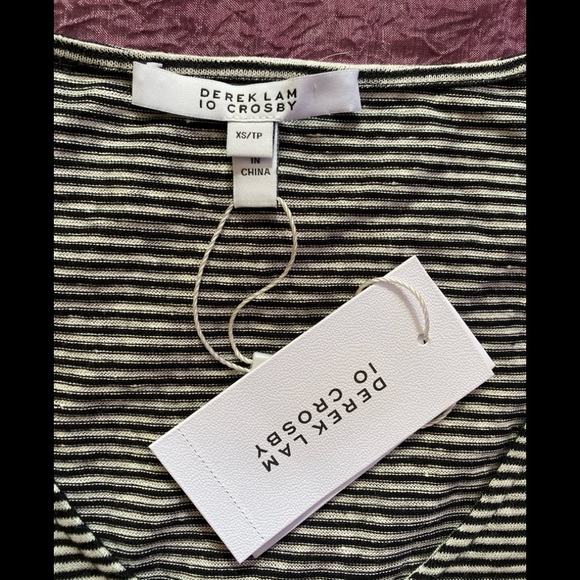 DEREK LAM
10 CROSBY
XS/TP
IN
CHINA
DEREK LAM
10 CROSBY